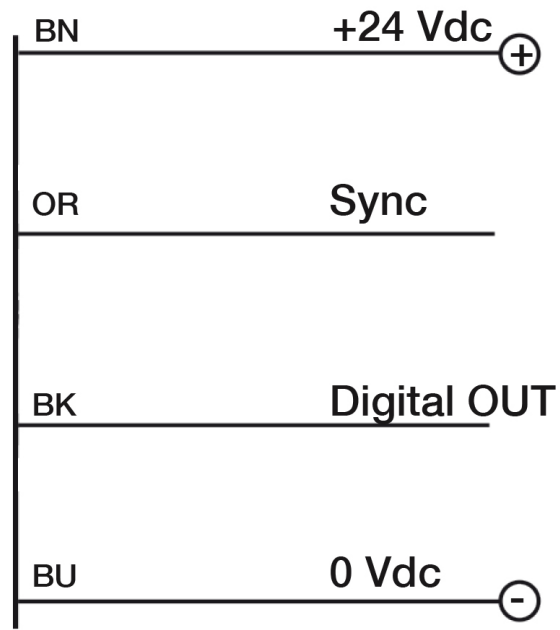 BN +24 Vdc +
OR Sync
BK Digital OUT
BU 0 Vdc -